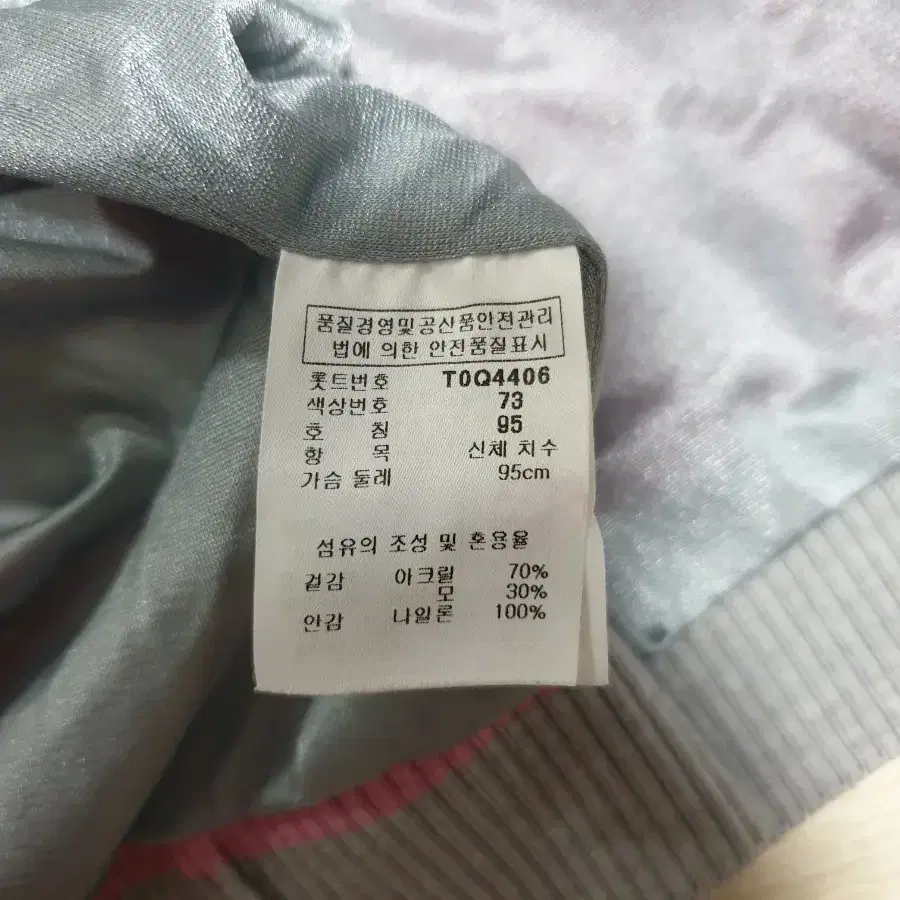 품질경영및공산품안전관리
법에 의한 안전품질표시
롯트번호 T0Q4406
색상번호 73
호 칭 95
항 목 신체 치수
가슴 둘레 95cm
섬유의 조성 및 혼용율
겉감 아크릴 70%
모 30%
안감 나일론 100%